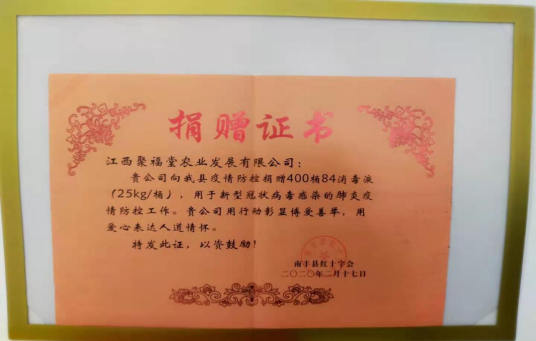 捐赠证书
江西聚福堂农业发展有限公司：
贵公司向我县疫情防控捐赠400桶84消毒液
（25kg/桶），用于新型冠状病毒感染的肺炎疫
情防控工作。贵公司用行动彰显博爱善举，用
爱心表达人道情怀。
特发此证，以资鼓励！
南丰县红十字会
二〇二〇年二月十七日